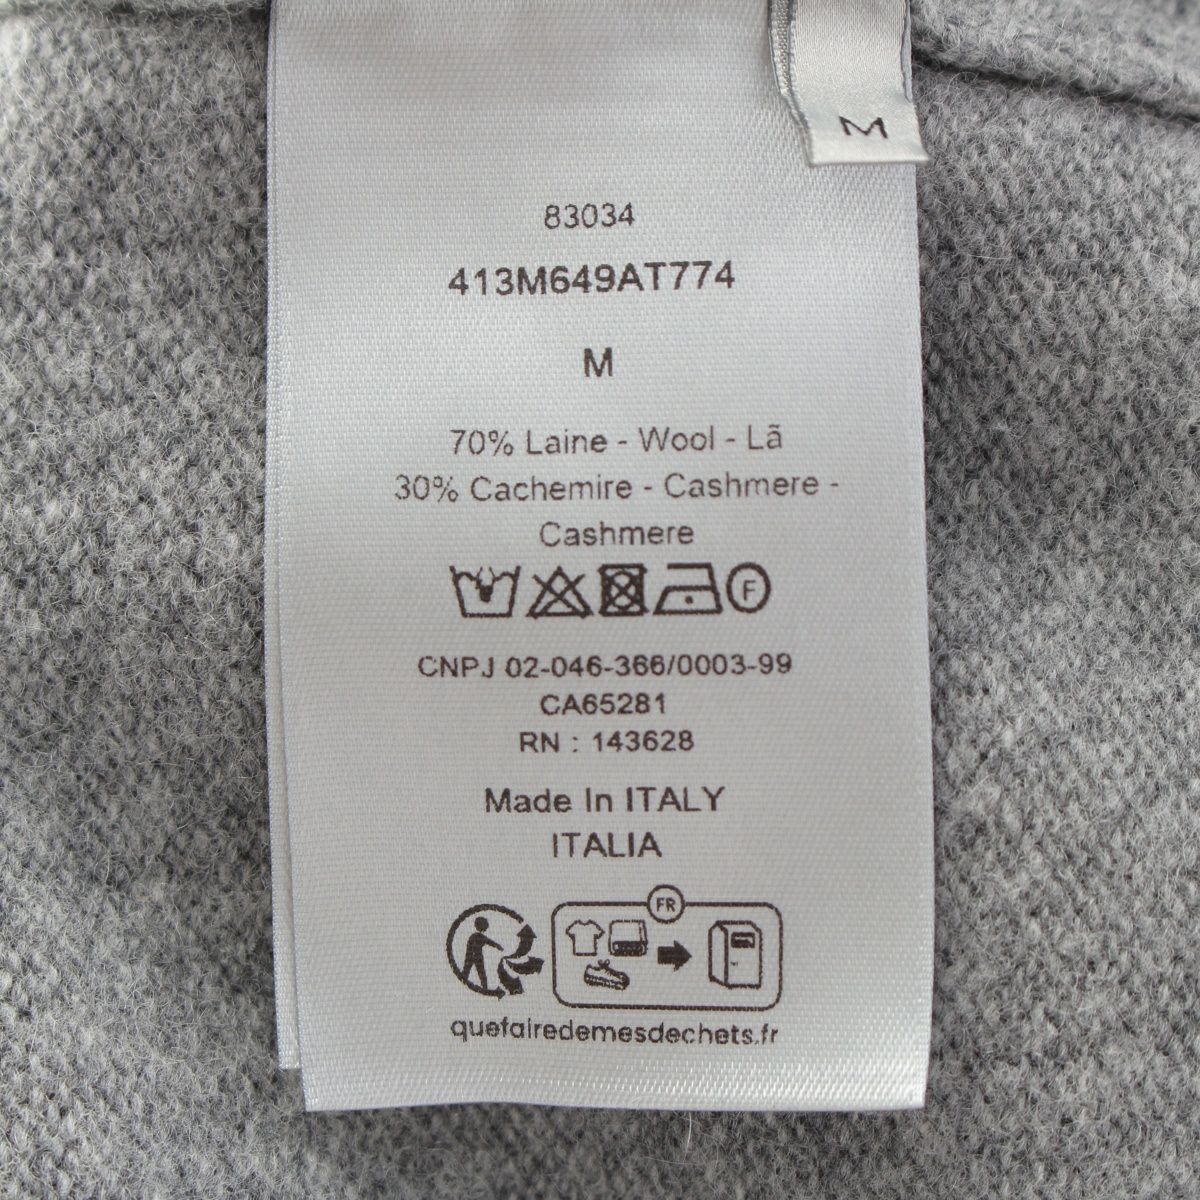 M
83034
413M649AT774
M
70% Laine - Wool - Lã
30% Cachemire - Cashmere -
Cashmere
F
CNPJ 02-046-366/0003-99
CA65281
RN : 143628
Made In ITALY
ITALIA
FR
quefairedemesdechets.fr